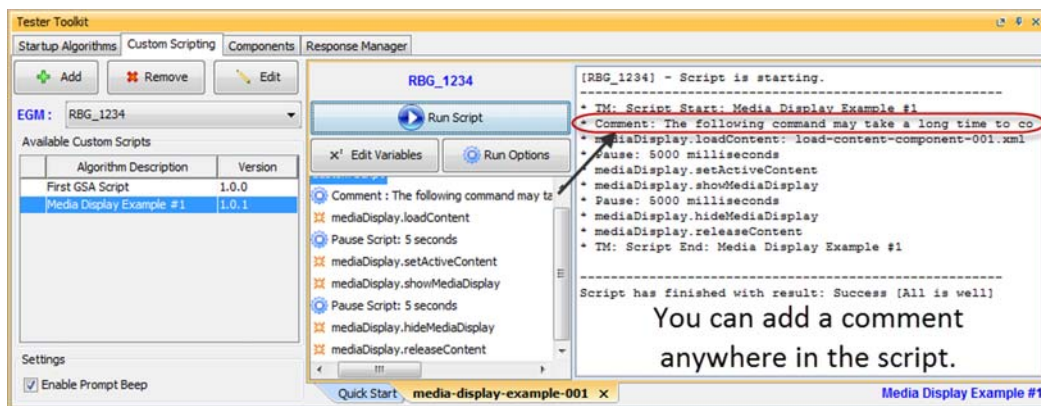 Tester Toolkit
Startup Algorithms Custom Scripting Components Response Manager
Add Remove Edit
EGM : RBG_1234
Available Custom Scripts
Algorithm Description Version
First GSA Script 1.0.0
Media Display Example #1 1.0.1
Settings
Enable Prompt Beep
RBG_1234
Run Script
Edit Variables Run Options
Custom Script
Comment : The following command may ta
mediaDisplay.loadContent
Pause Script: 5 seconds
mediaDisplay.setActiveContent
mediaDisplay.showMediaDisplay
Pause Script: 5 seconds
mediaDisplay.hideMediaDisplay
mediaDisplay.releaseContent
[RBG_1234] - Script is starting.
* TM: Script Start: Media Display Example #1
* Comment: The following command may take a long time to co
* mediaDisplay.loadContent: load-content-component-001.xml
* Pause: 5000 milliseconds
* mediaDisplay.setActiveContent
* mediaDisplay.showMediaDisplay
* Pause: 5000 milliseconds
* mediaDisplay.hideMediaDisplay
* mediaDisplay.releaseContent
* TM: Script End: Media Display Example #1
Script has finished with result: Success [All is well]
You can add a comment
anywhere in the script.
Quick Start media-display-example-001 Media Display Example #1